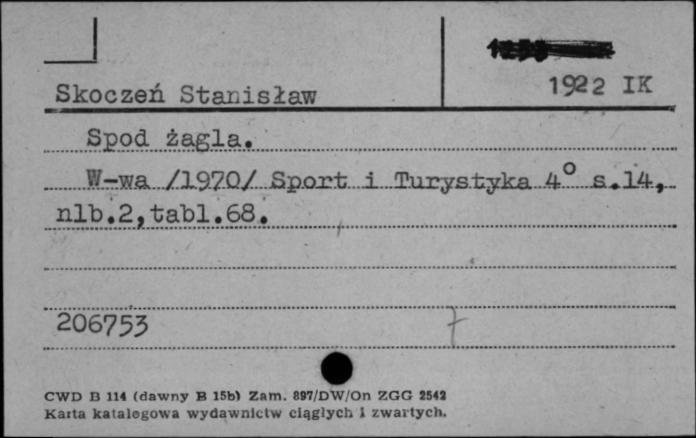 1922 IK
Skoczeń Stanisław
Spod żagla.
W-wa /1970/ Sport i Turystyka 4° s.14,
nlb.2,tabl.68.
206753
CWD B 114 (dawny B 15b) Zam. 897/DW/On ZGG 2542
Karta katalogowa wydawnictw ciągłych i zwartych.